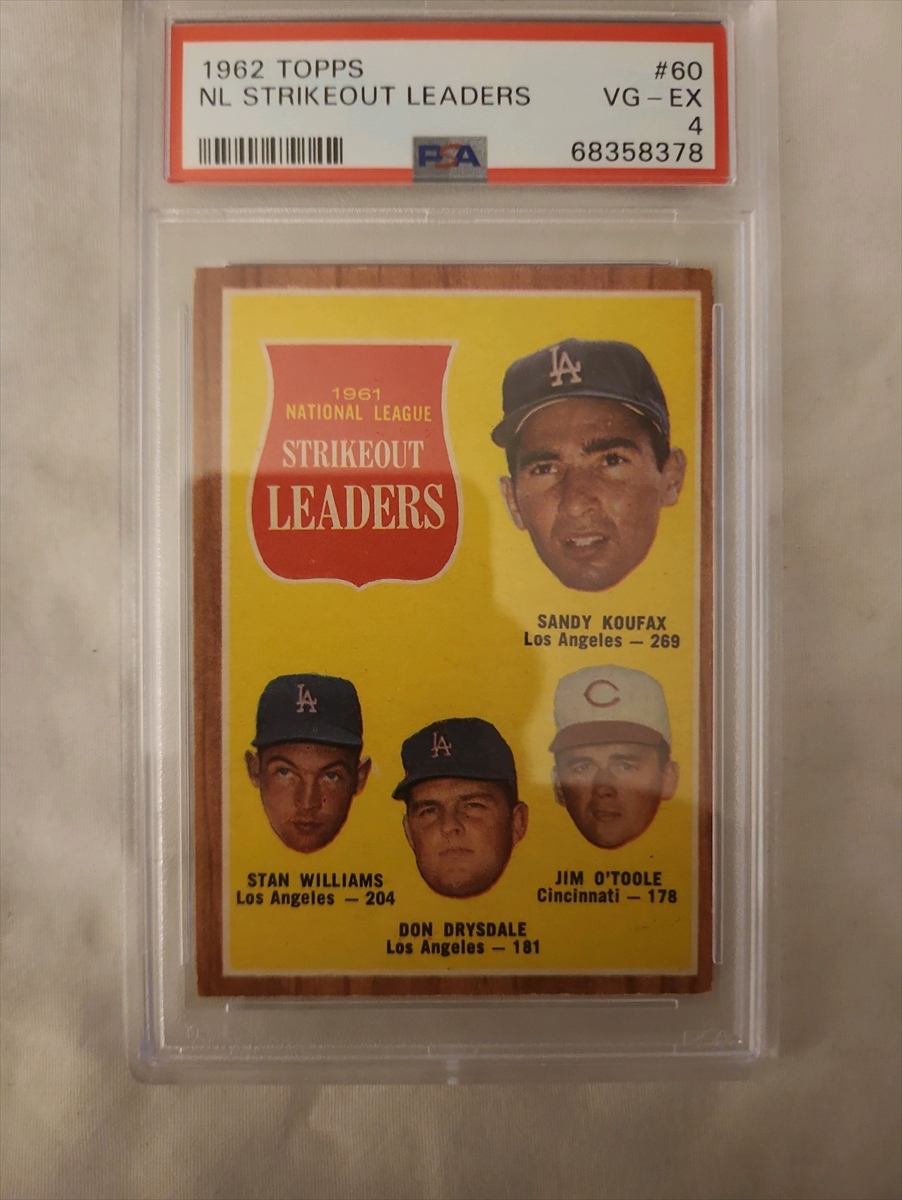 1962 TOPPS #60
NL STRIKEOUT LEADERS VG - EX
4
PSA 68358378
1961
NATIONAL LEAGUE
STRIKEOUT
LEADERS
LA
SANDY KOUFAX
Los Angeles — 269
LA
LA
C
STAN WILLIAMS
Los Angeles — 204
DON DRYSDALE
Los Angeles — 181
JIM O'TOOLE
Cincinnati — 178